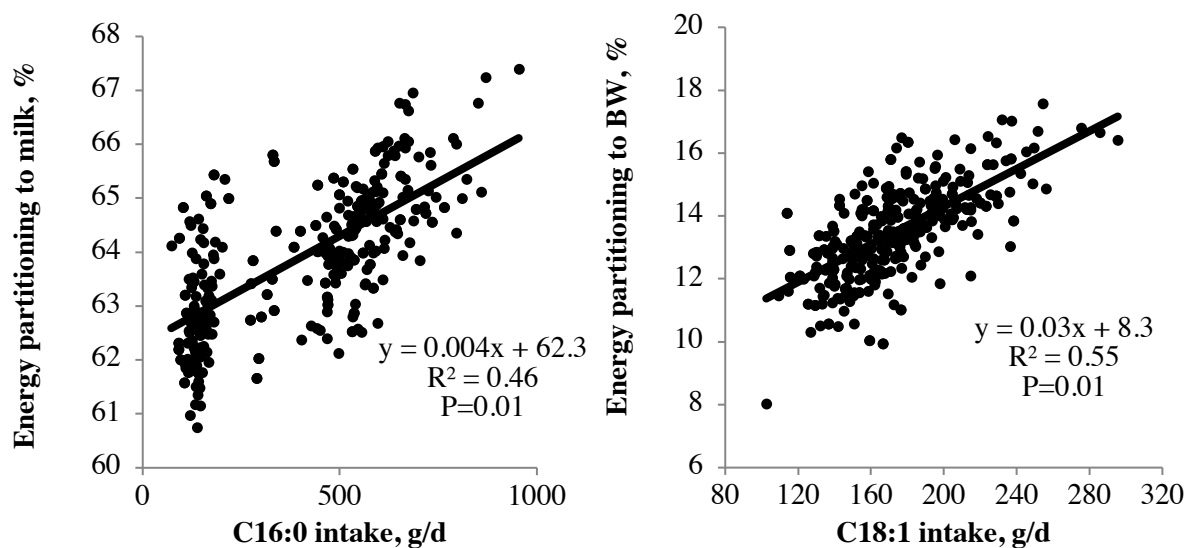 Energy partitioning to milk, %
68
67
66
65
64
63
62
61
60
y = 0.004x + 62.3
R² = 0.46
P=0.01
0
500
1000
C16:0 intake, g/d
Energy partitioning to BW, %
20
18
16
14
12
10
8
6
y = 0.03x + 8.3
R² = 0.55
P=0.01
80
120
160
200
240
280
320
C18:1 intake, g/d